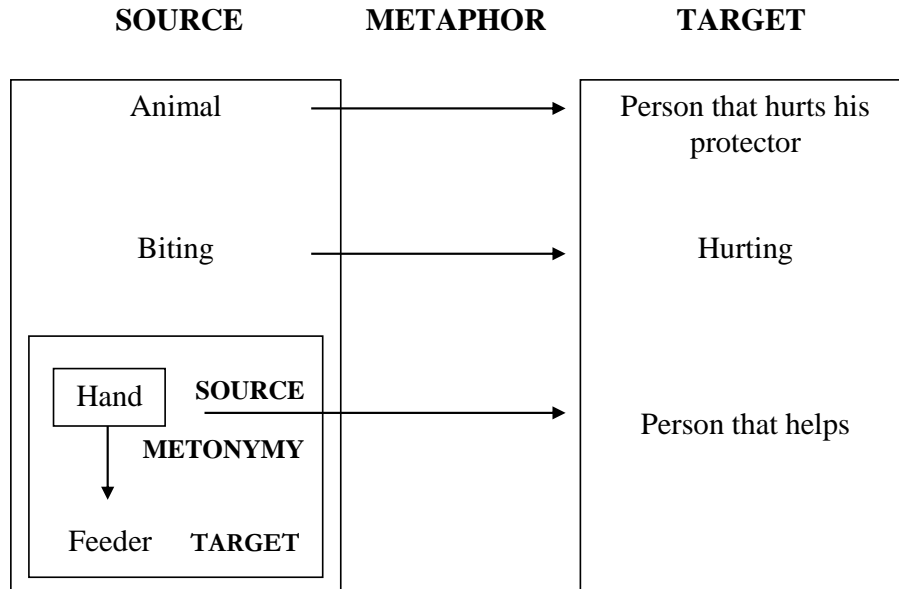 SOURCE METAPHOR TARGET
Animal
Person that hurts his
protector
Biting
Hurting
Hand
SOURCE
METONYMY
Person that helps
Feeder
TARGET